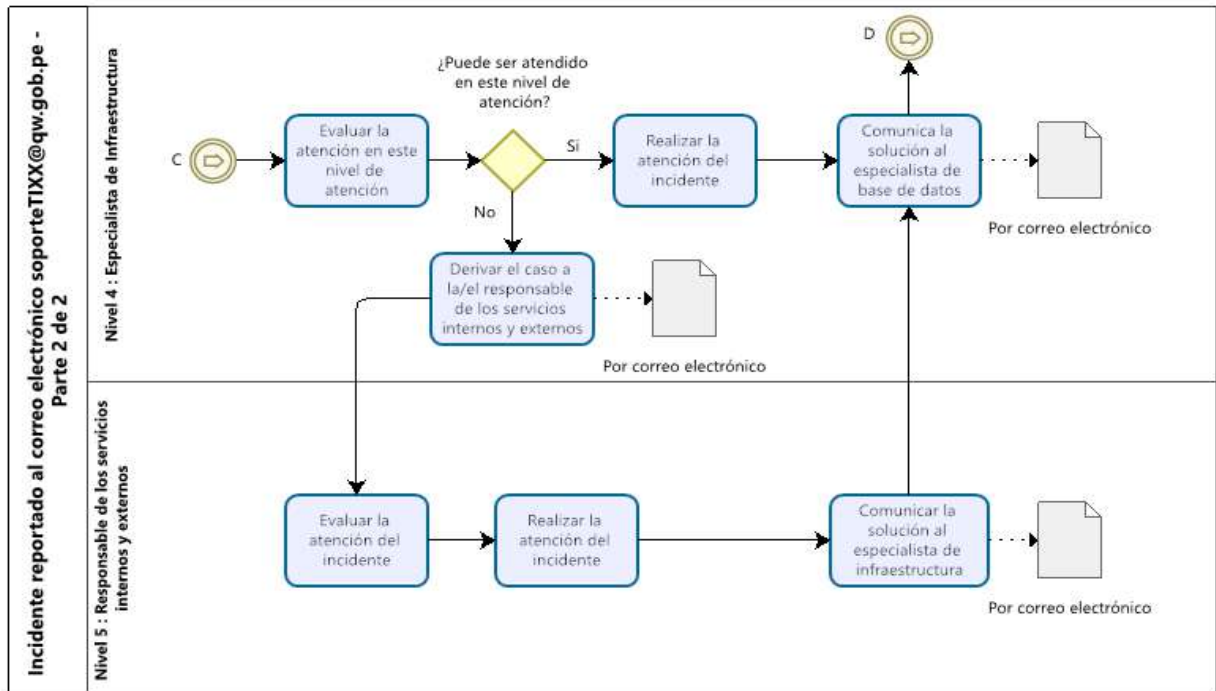 Incidente reportado al correo electrónico soporteTIXX@qw.gob.pe -
Parte 2 de 2
Nivel 4 : Especialista de Infraestructura
C
Evaluar la
atención en este
nivel de
atención
¿Puede ser atendido
en este nivel de
atención?
Si
No
Realizar la
atención del
incidente
D
Comunica la
solución al
especialista de
base de datos
Por correo electrónico
Derivar el caso a
la/el responsable
de los servicios
internos y externos
Por correo electrónico
Nivel 5 : Responsable de los servicios
internos y externos
Evaluar la
atención del
incidente
Realizar la
atención del
incidente
Comunicar la
solución al
especialista de
infraestructura
Por correo electrónico